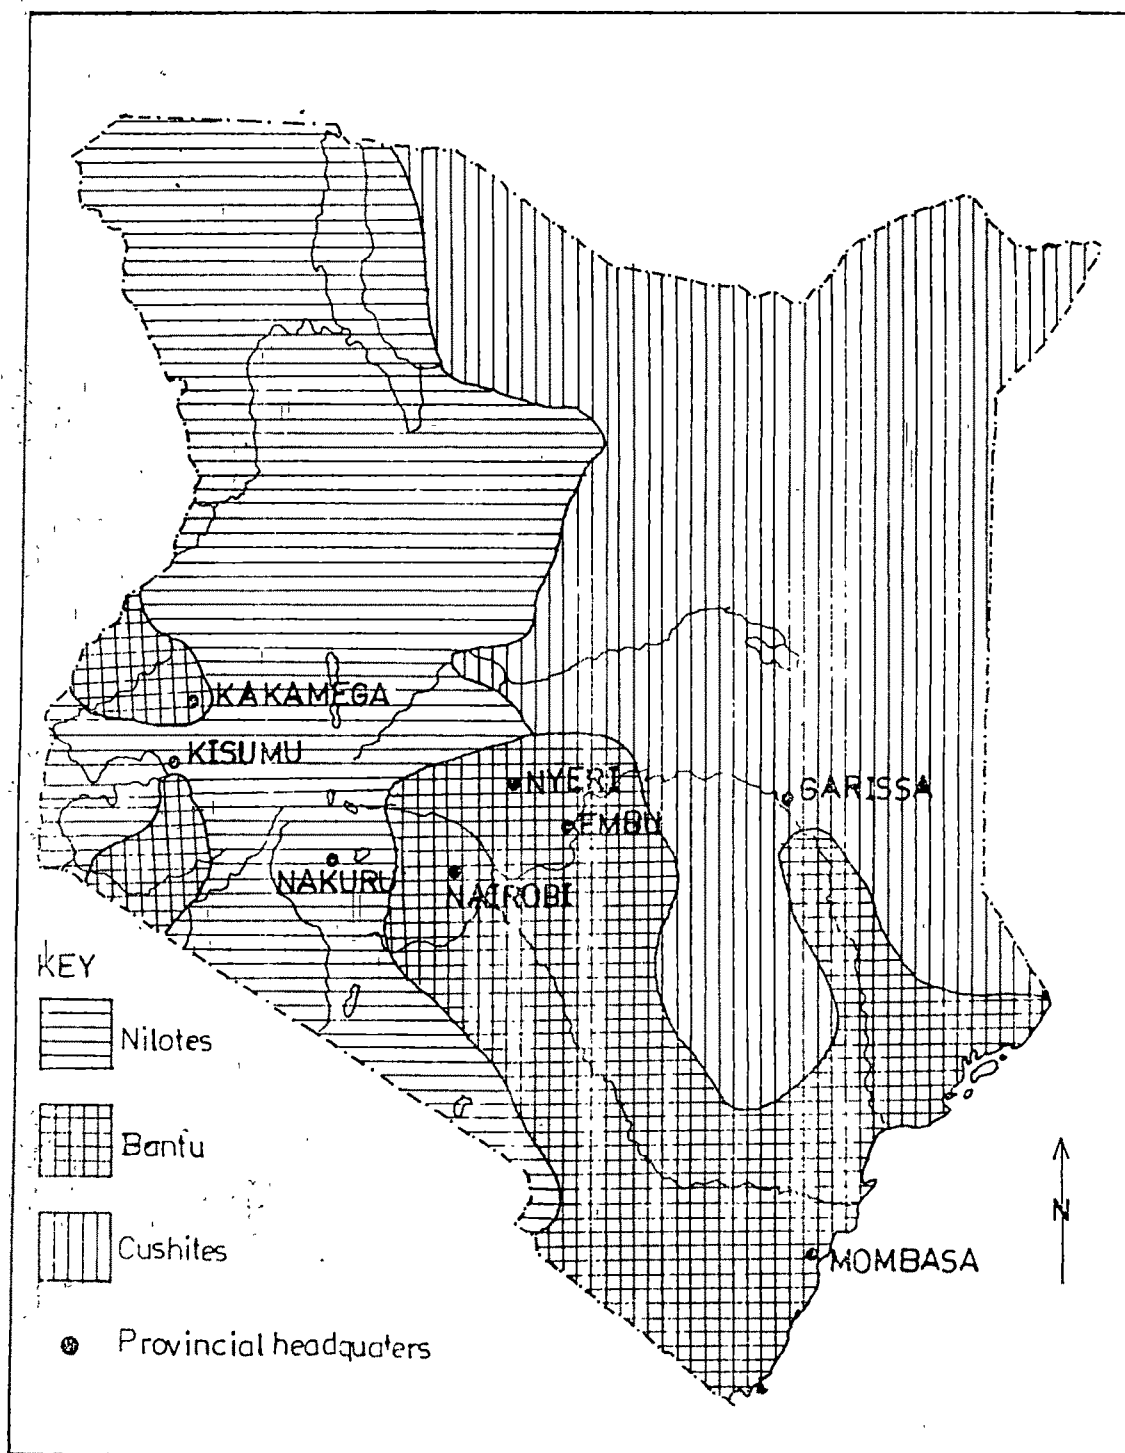 KAKAMEGA
KISUMU
NYERI
GARISSA
EMBU
NAKURU
NAIROBI
KEY
Nilotes
Bantu
Cushites
N
MOMBASA
Provincial headquaters